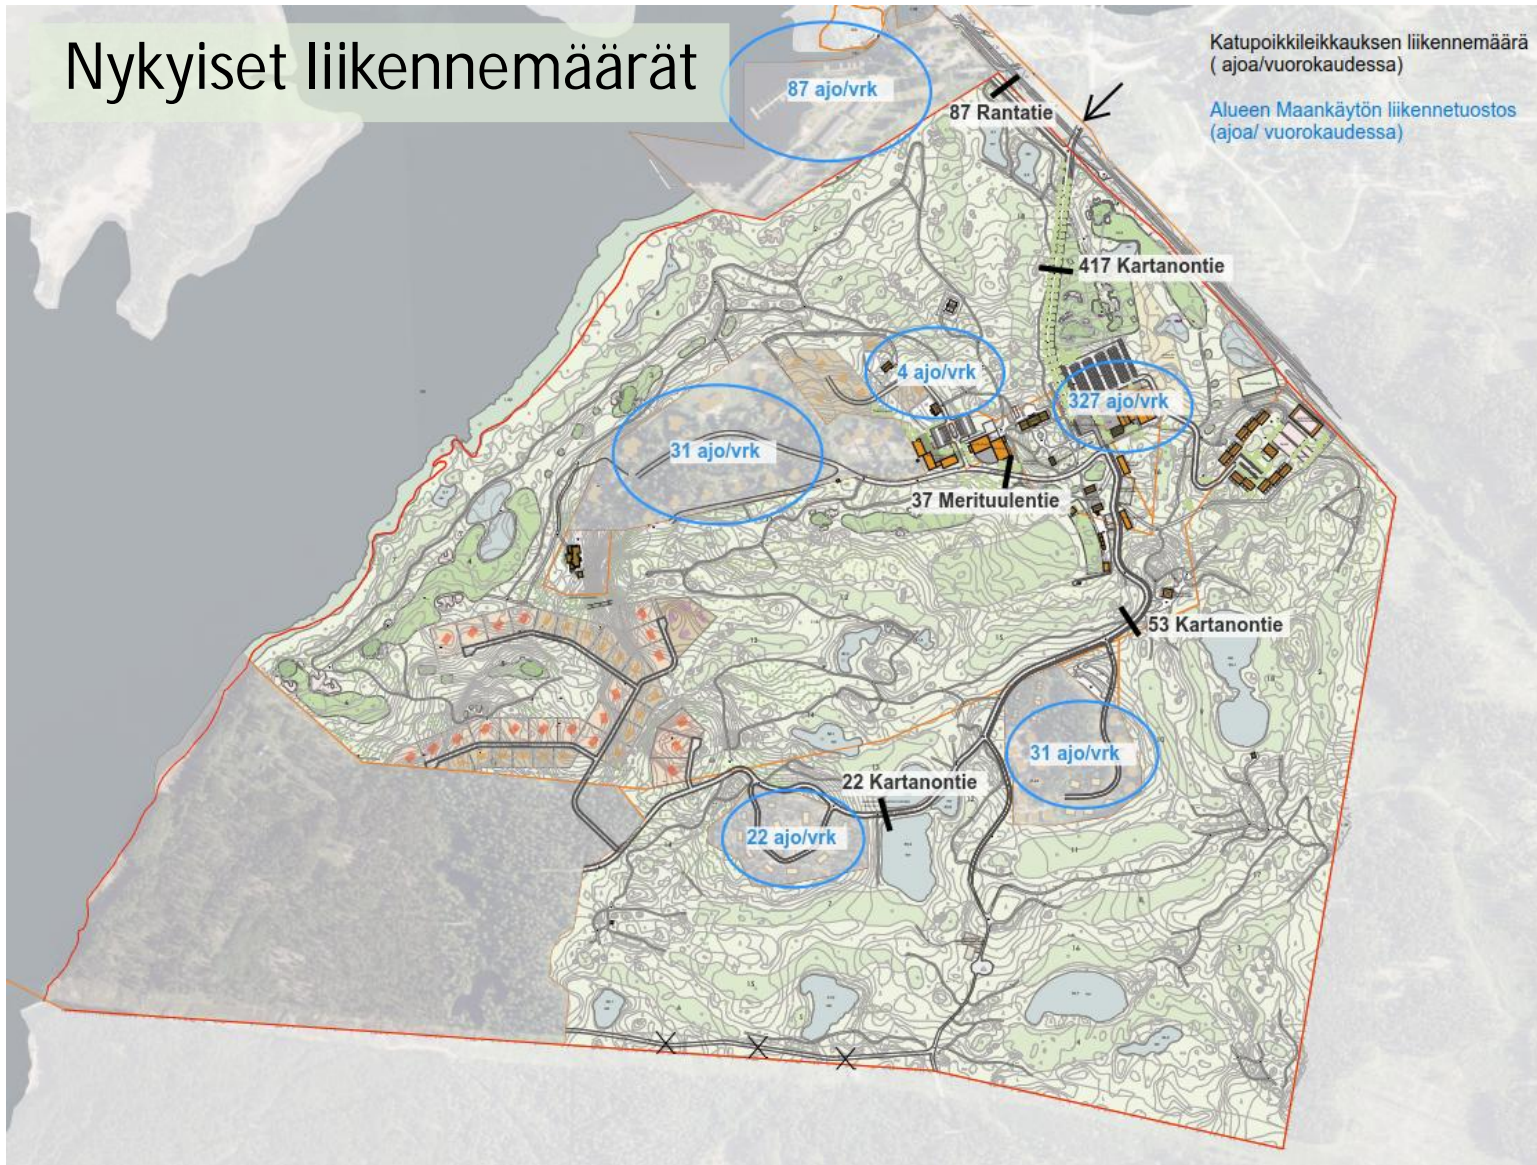 Nykyiset liikennemäärät
Katupoikkileikkauksen liikennemäärä
( ajoa/vuorokaudessa)
Alueen Maankäytön liikennetuostos
(ajoa/ vuorokaudessa)
87 ajo/vrk
87 Rantatie
417 Kartanontie
4 ajo/vrk
327 ajo/vrk
31 ajo/vrk
37 Merituulentie
53 Kartanontie
31 ajo/vrk
22 Kartanontie
22 ajo/vrk